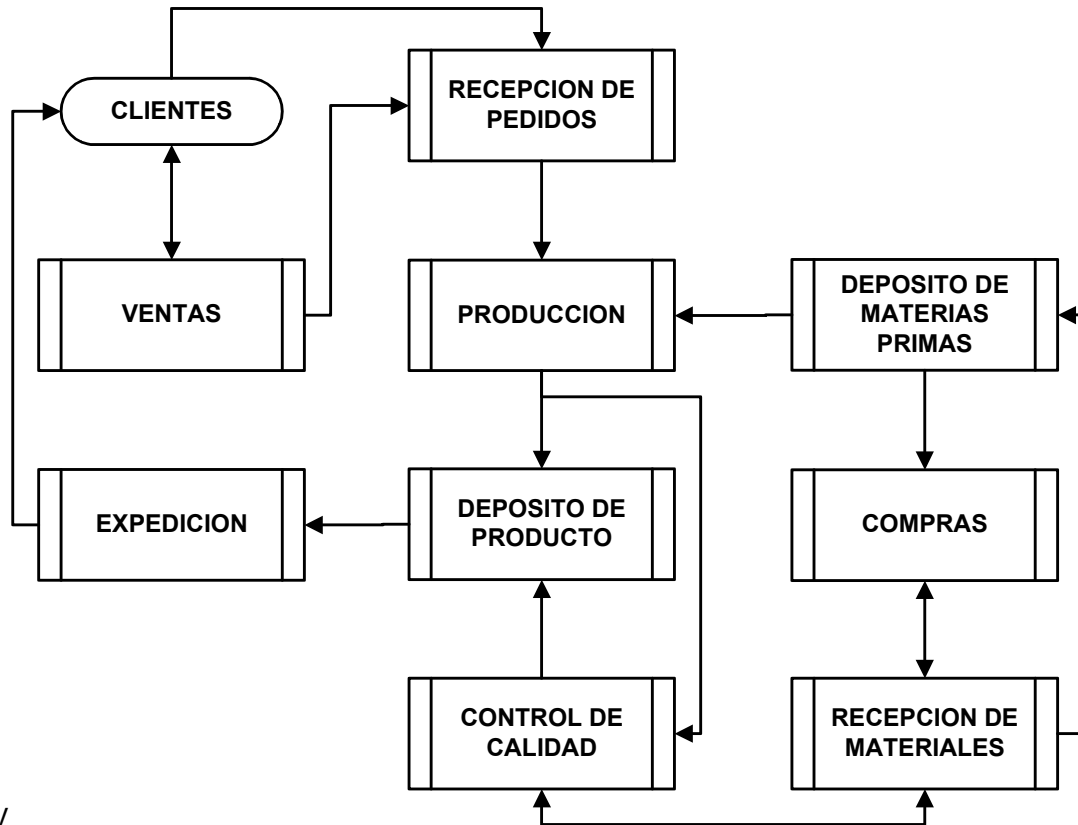 CLIENTES
RECEPCION DE
PEDIDOS
VENTAS
PRODUCCION
DEPOSITO DE
MATERIAS
PRIMAS
EXPEDICION
DEPOSITO DE
PRODUCTO
COMPRAS
CONTROL DE
CALIDAD
RECEPCION DE
MATERIALES